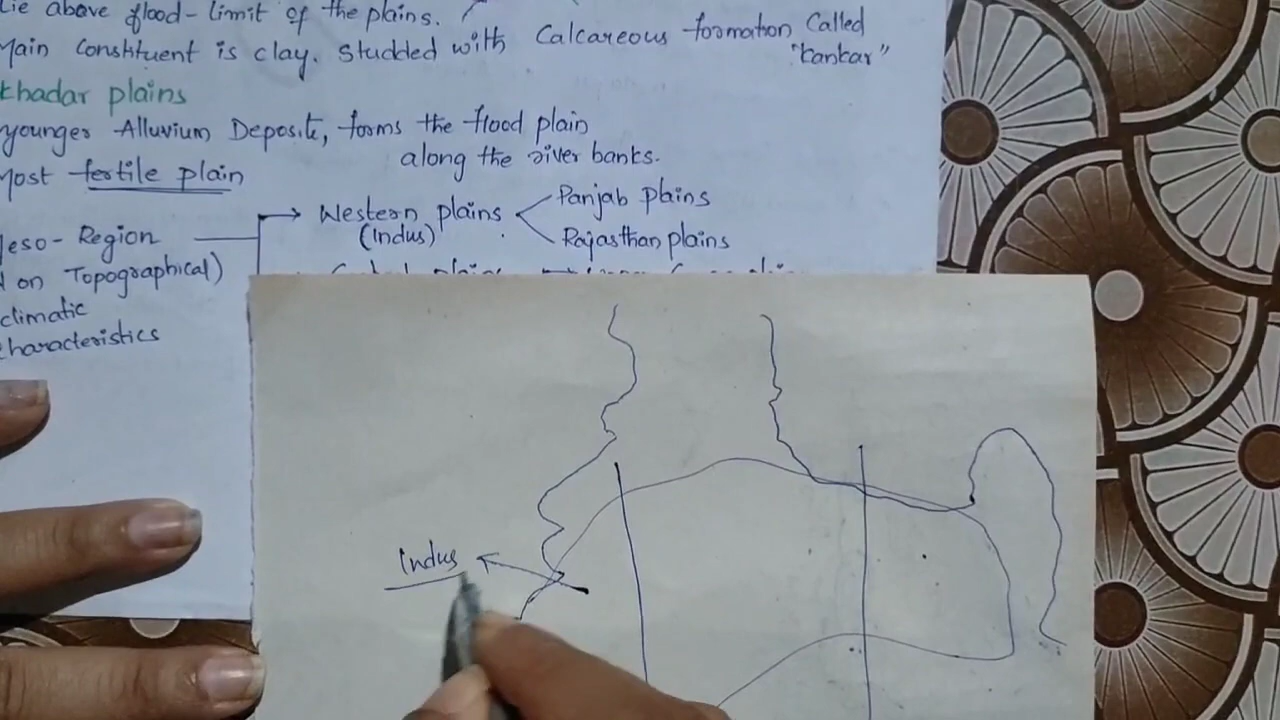 lie above flood-limit of the plains.
Main constituent is clay. studded with Calcareous formation Called
"kankar"
khadar plains
younger Alluvium Deposits, forms the flood plain
along the river banks.
Most fertile plain
Meso-Region
on Topographical)
climatic
characteristics
→ Western plains
(Indus)
Panjab plains
Rajasthan plains
Indus